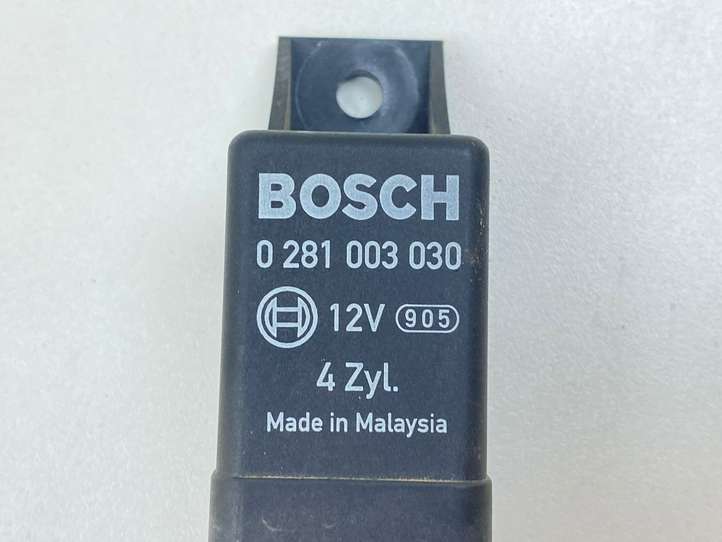 BOSCH
0 281 003 030
12V 905
4 Zyl.
Made in Malaysia